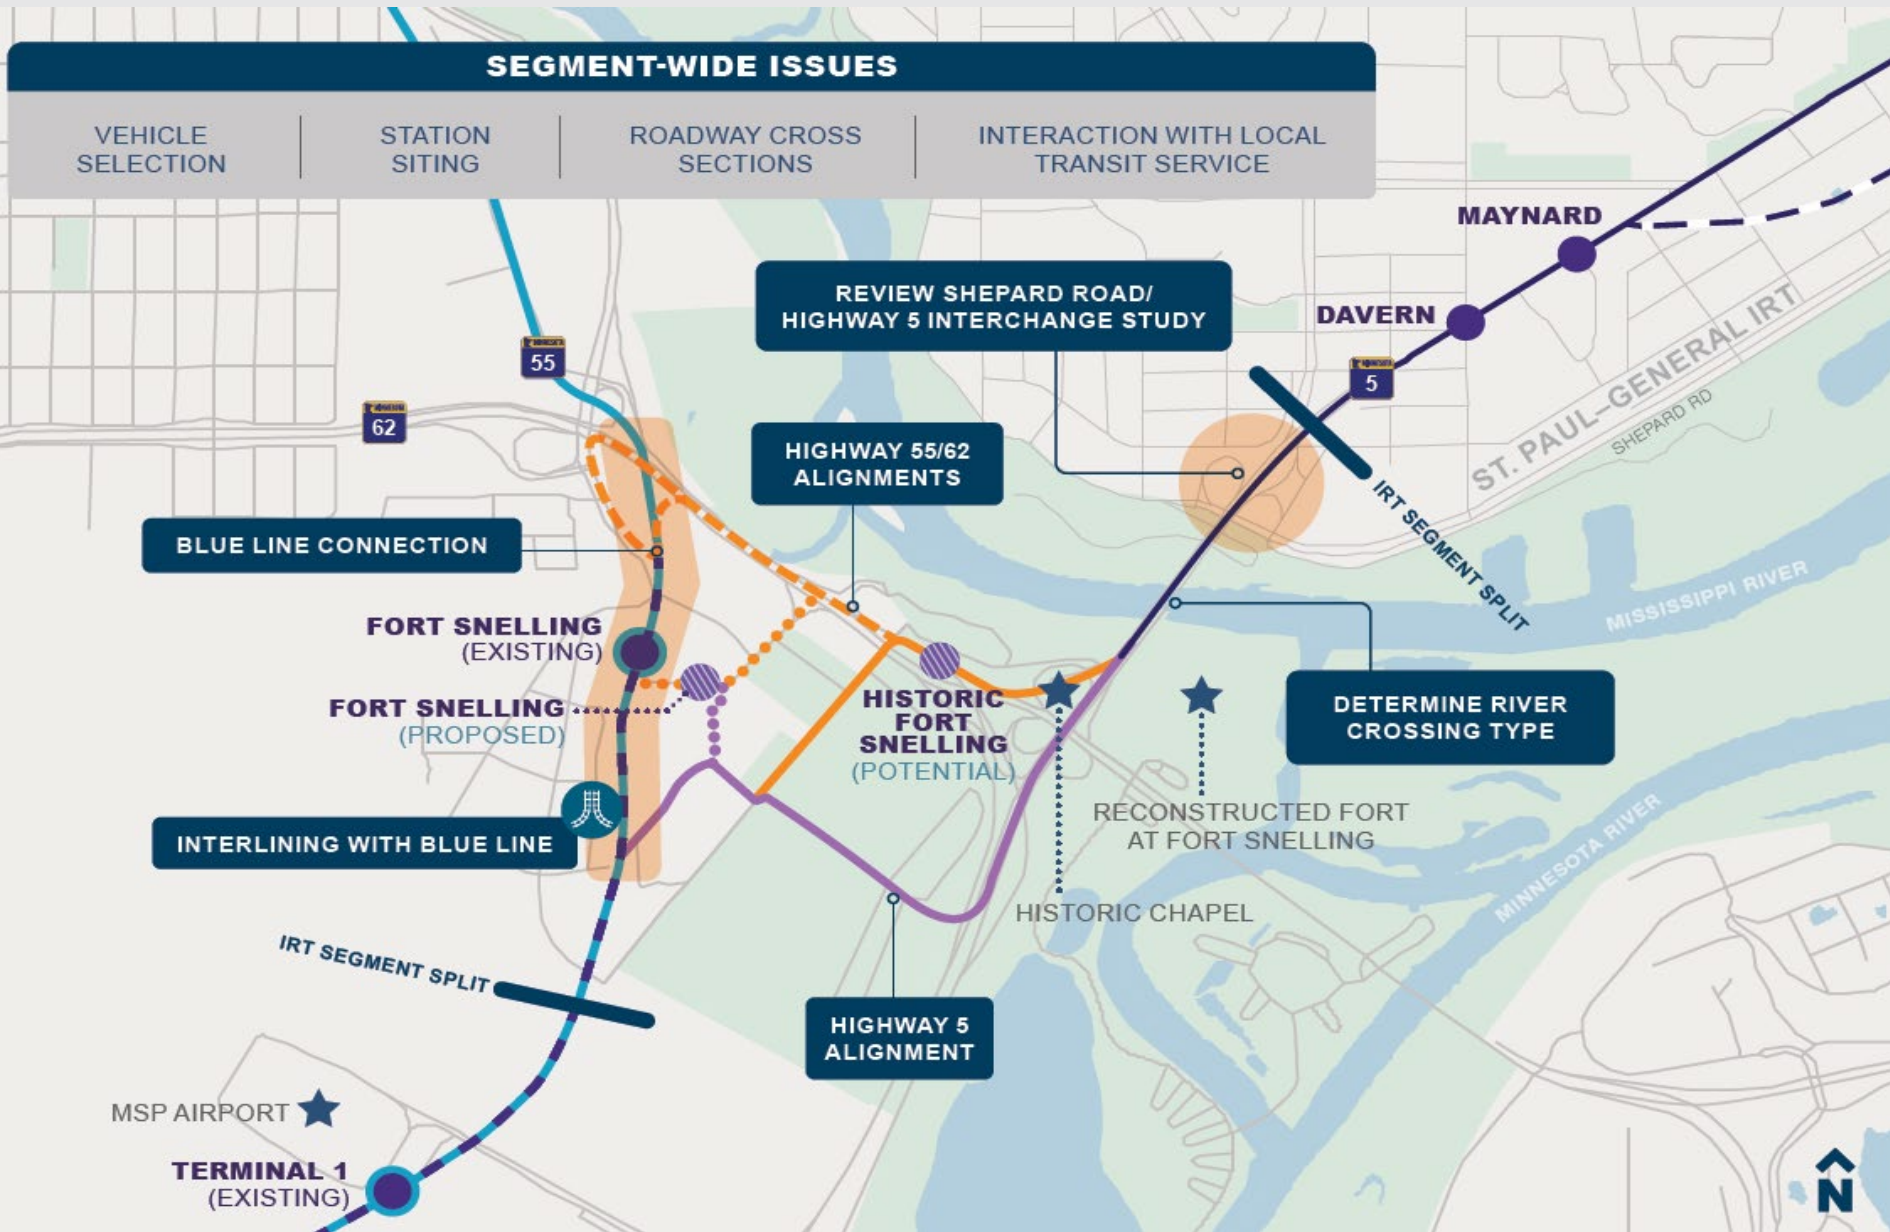 SEGMENT-WIDE ISSUES
VEHICLE
SELECTION
STATION
SITING
ROADWAY CROSS
SECTIONS
INTERACTION WITH LOCAL
TRANSIT SERVICE
MAYNARD
REVIEW SHEPARD ROAD/
HIGHWAY 5 INTERCHANGE STUDY
DAVERN
55
5
62
ST. PAUL–GENERAL IRT
SHEPARD RD
HIGHWAY 55/62
ALIGNMENTS
IRT SEGMENT SPLIT
BLUE LINE CONNECTION
MISSISSIPPI RIVER
FORT SNELLING
(EXISTING)
FORT SNELLING
(PROPOSED)
HISTORIC
FORT
SNELLING
(POTENTIAL)
DETERMINE RIVER
CROSSING TYPE
RECONSTRUCTED FORT
AT FORT SNELLING
INTERLINING WITH BLUE LINE
MINNESOTA RIVER
HISTORIC CHAPEL
IRT SEGMENT SPLIT
HIGHWAY 5
ALIGNMENT
MSP AIRPORT
TERMINAL 1
(EXISTING)
N